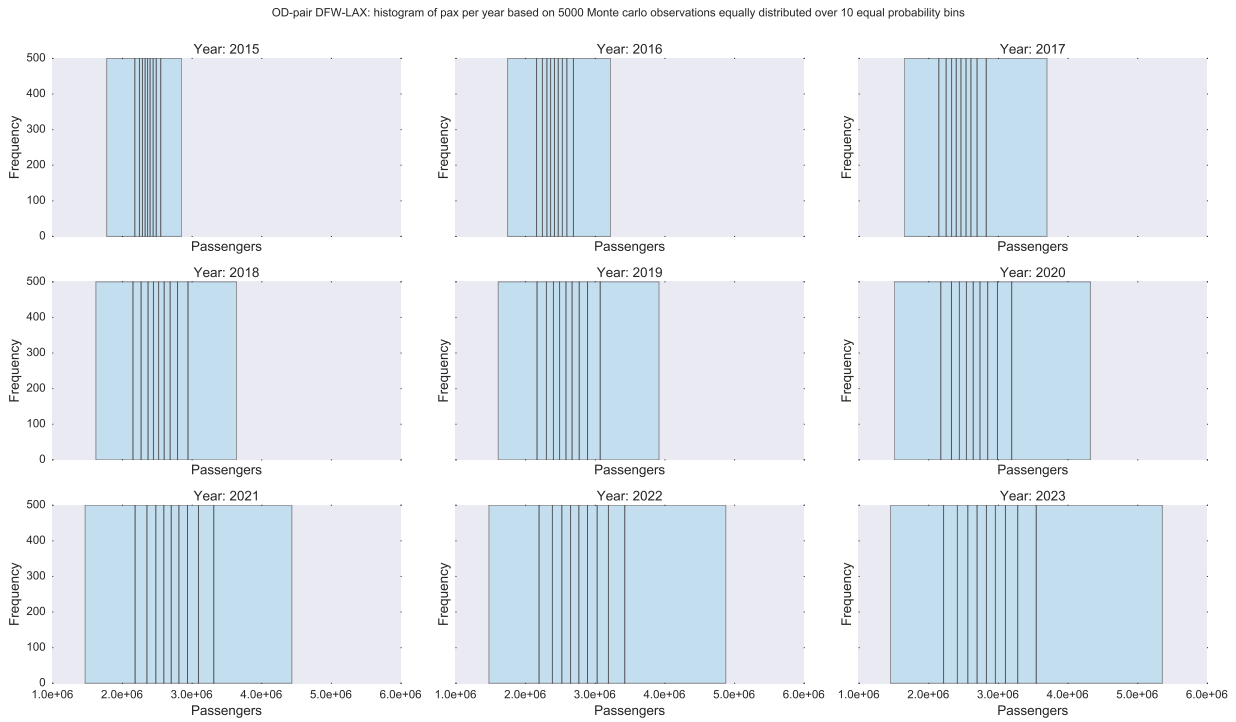 OD-pair DFW-LAX: histogram of pax per year based on 5000 Monte carlo observations equally distributed over 10 equal probability bins
Year: 2015
Year: 2016
Year: 2017
500
400
300
200
100
0
Frequency
Frequency
Frequency
Passengers
Passengers
Passengers
Year: 2018
Year: 2019
Year: 2020
500
400
300
200
100
0
Frequency
Frequency
Frequency
Passengers
Passengers
Passengers
Year: 2021
Year: 2022
Year: 2023
500
400
300
200
100
0
Frequency
Frequency
Frequency
1.0e+06 2.0e+06 3.0e+06 4.0e+06 5.0e+06 6.0e+06
1.0e+06 2.0e+06 3.0e+06 4.0e+06 5.0e+06 6.0e+06
1.0e+06 2.0e+06 3.0e+06 4.0e+06 5.0e+06 6.0e+06
Passengers
Passengers
Passengers